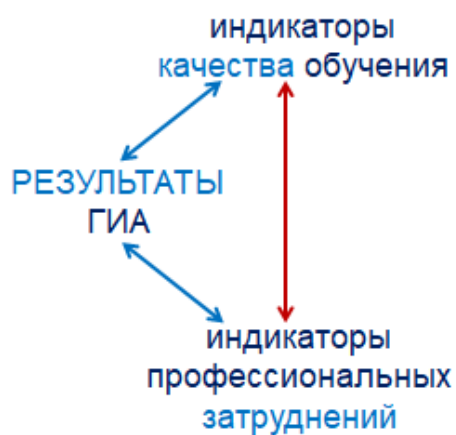 индикаторы
качества обучения
РЕЗУЛЬТАТЫ
ГИА
индикаторы
профессиональных
затруднений